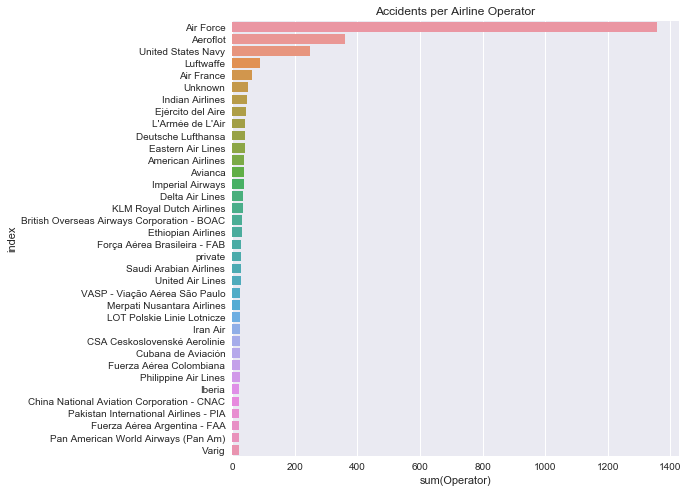 Accidents per Airline Operator
Air Force
Aeroflot
United States Navy
Luftwaffe
Air France
Unknown
Indian Airlines
Ejército del Aire
L'Armée de L'Air
Deutsche Lufthansa
Eastern Air Lines
American Airlines
Avianca
Imperial Airways
Delta Air Lines
KLM Royal Dutch Airlines
British Overseas Airways Corporation - BOAC
Ethiopian Airlines
Força Aérea Brasileira - FAB
private
Saudi Arabian Airlines
United Air Lines
VASP - Viação Aérea São Paulo
Merpati Nusantara Airlines
LOT Polskie Linie Lotnicze
Iran Air
CSA Ceskoslovenské Aerolinie
Cubana de Aviación
Fuerza Aérea Colombiana
Philippine Air Lines
Iberia
China National Aviation Corporation - CNAC
Pakistan International Airlines - PIA
Fuerza Aérea Argentina - FAA
Pan American World Airways (Pan Am)
Varig
index
0 200 400 600 800 1000 1200 1400
sum(Operator)